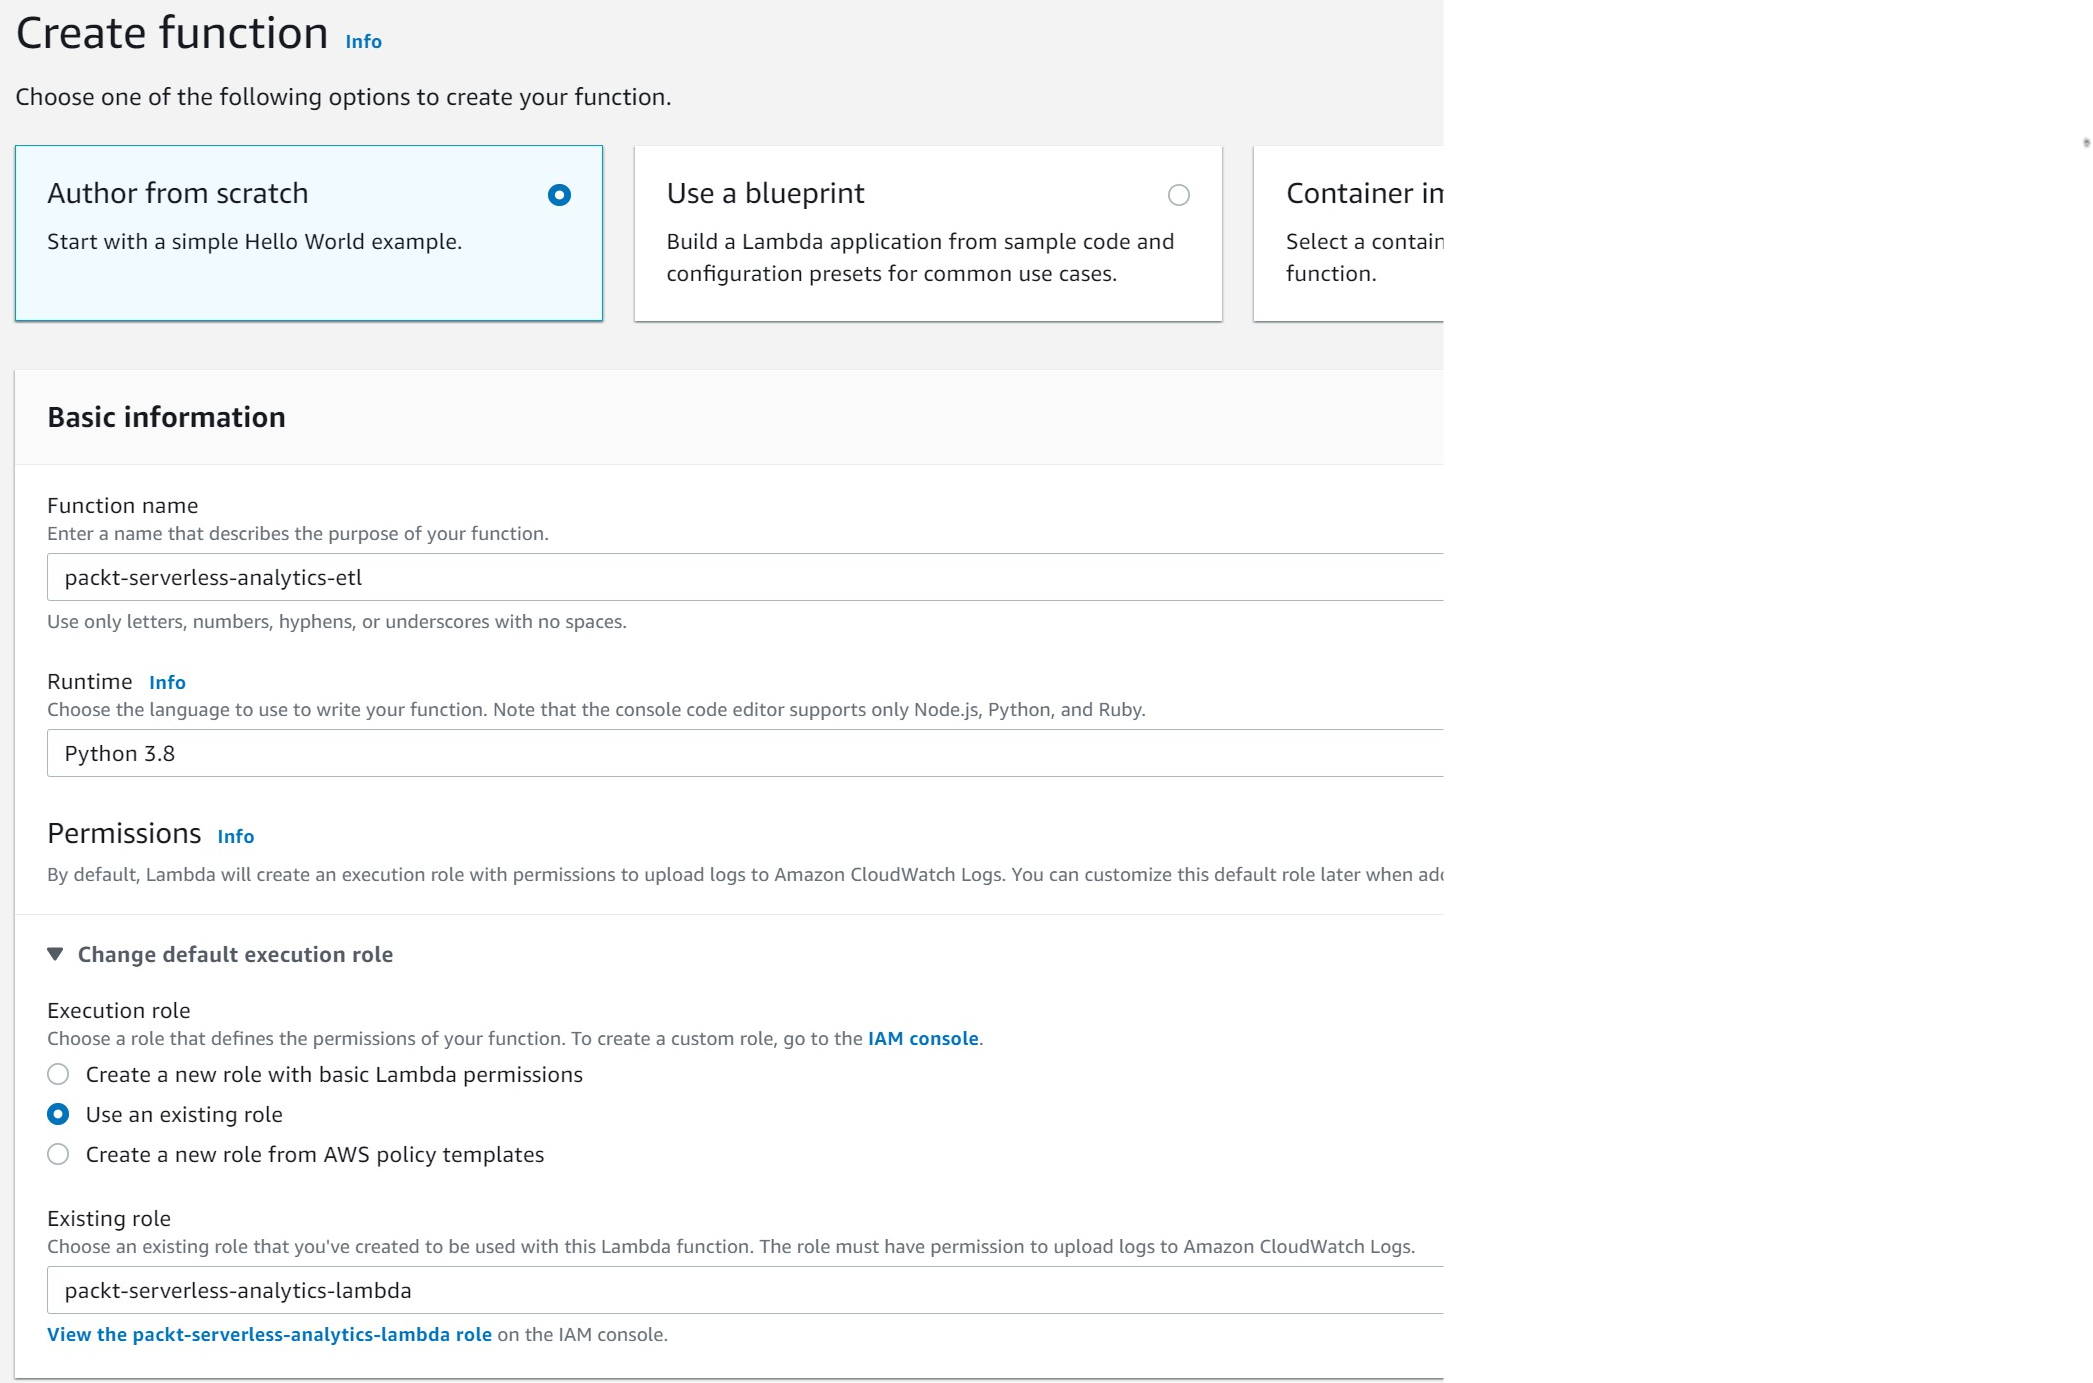 Create function Info
Choose one of the following options to create your function.
Author from scratch
Start with a simple Hello World example.
Use a blueprint
Build a Lambda application from sample code and
configuration presets for common use cases.
Container
Select a
function.
Basic information
Function name
Enter a name that describes the purpose of your function.
packt-serverless-analytics-etl
Use only letters, numbers, hyphens, or underscores with no spaces.
Runtime Info
Choose the language to use to write your function. Note that the console code editor supports only Node.js, Python, and Ruby.
Python 3.8
Permissions Info
By default, Lambda will create an execution role with permissions to upload logs to Amazon CloudWatch Logs. You can customize this default role later when
Change default execution role
Execution role
Choose a role that defines the permissions of your function. To create a custom role, go to the IAM console.
Create a new role with basic Lambda permissions
Use an existing role
Create a new role from AWS policy templates
Existing role
Choose an existing role that you've created to be used with this Lambda function. The role must have permission to upload logs to Amazon CloudWatch Logs.
packt-serverless-analytics-lambda
View the packt-serverless-analytics-lambda role on the IAM console.